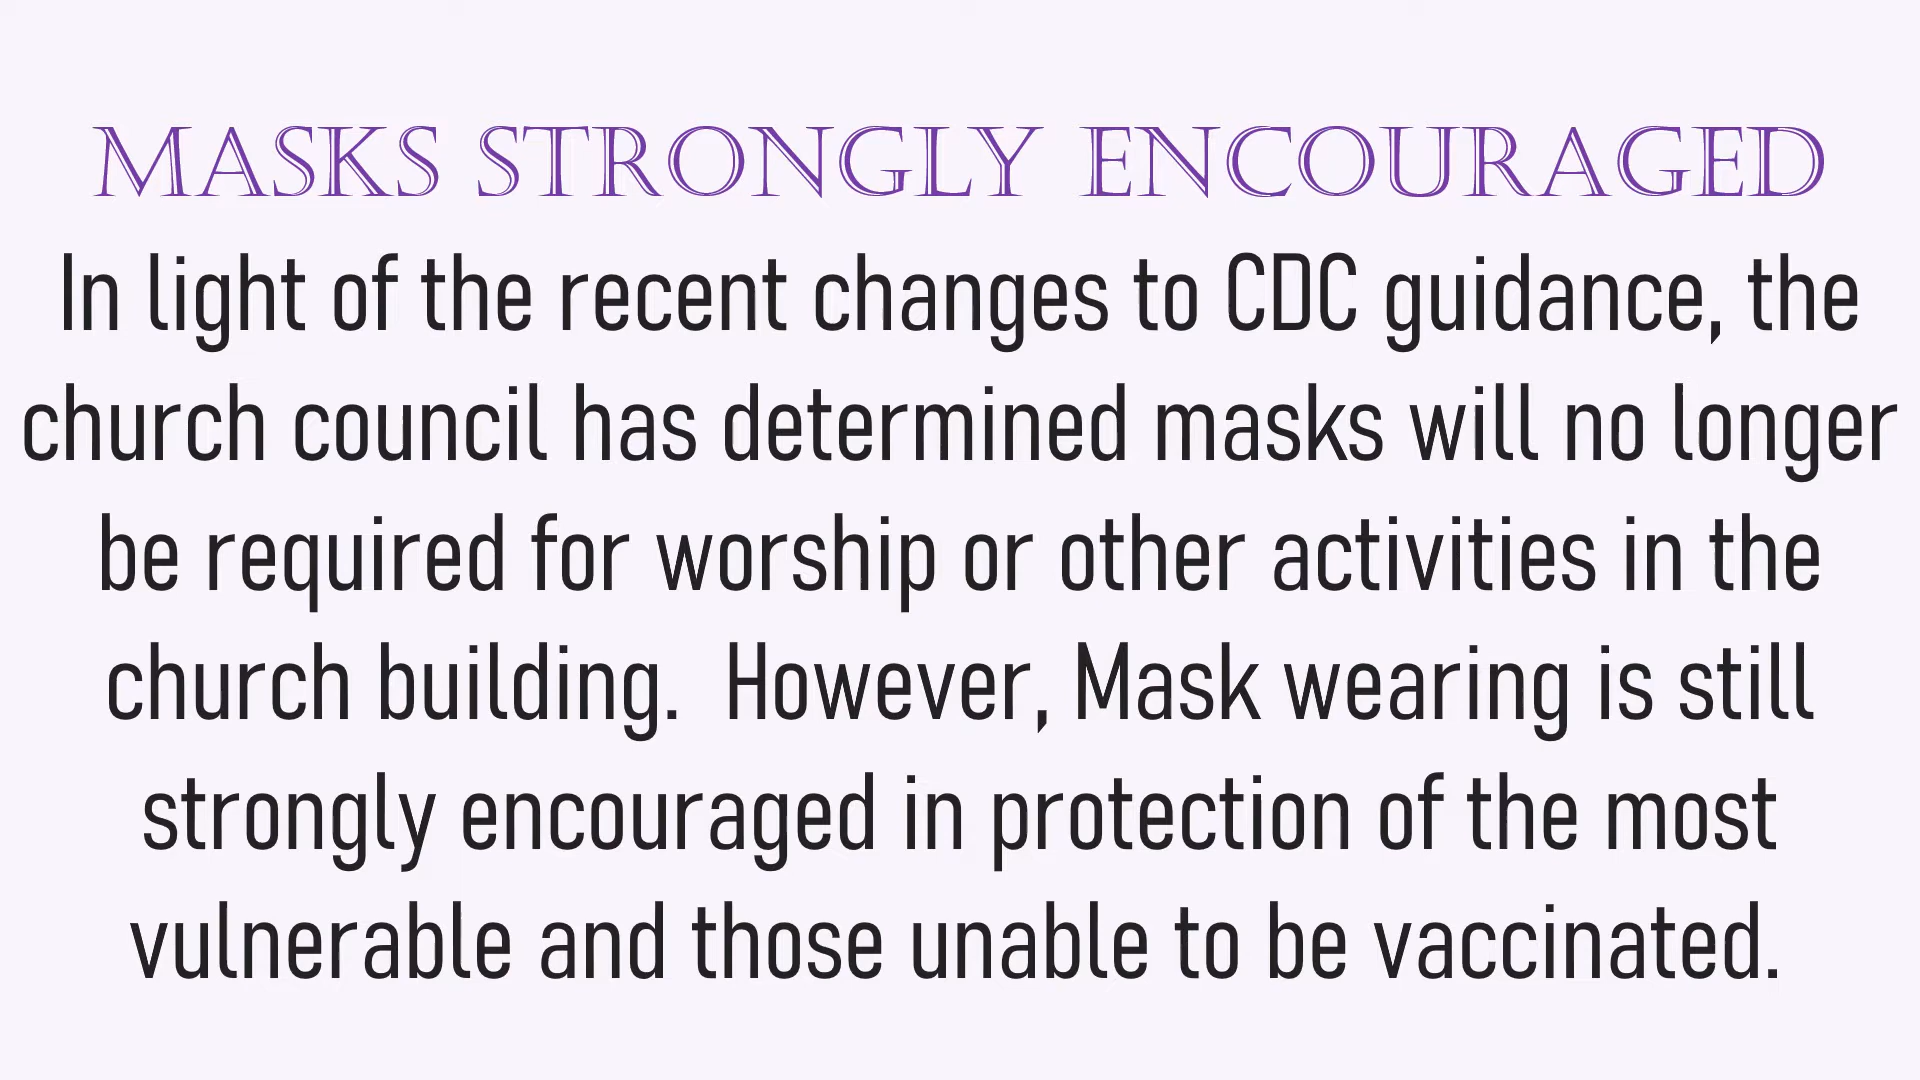 MASKS STRONGLY ENCOURAGED
In light of the recent changes to CDC guidance, the
church council has determined masks will no longer
be required for worship or other activities in the
church building.  However, Mask wearing is still
strongly encouraged in protection of the most
vulnerable and those unable to be vaccinated.